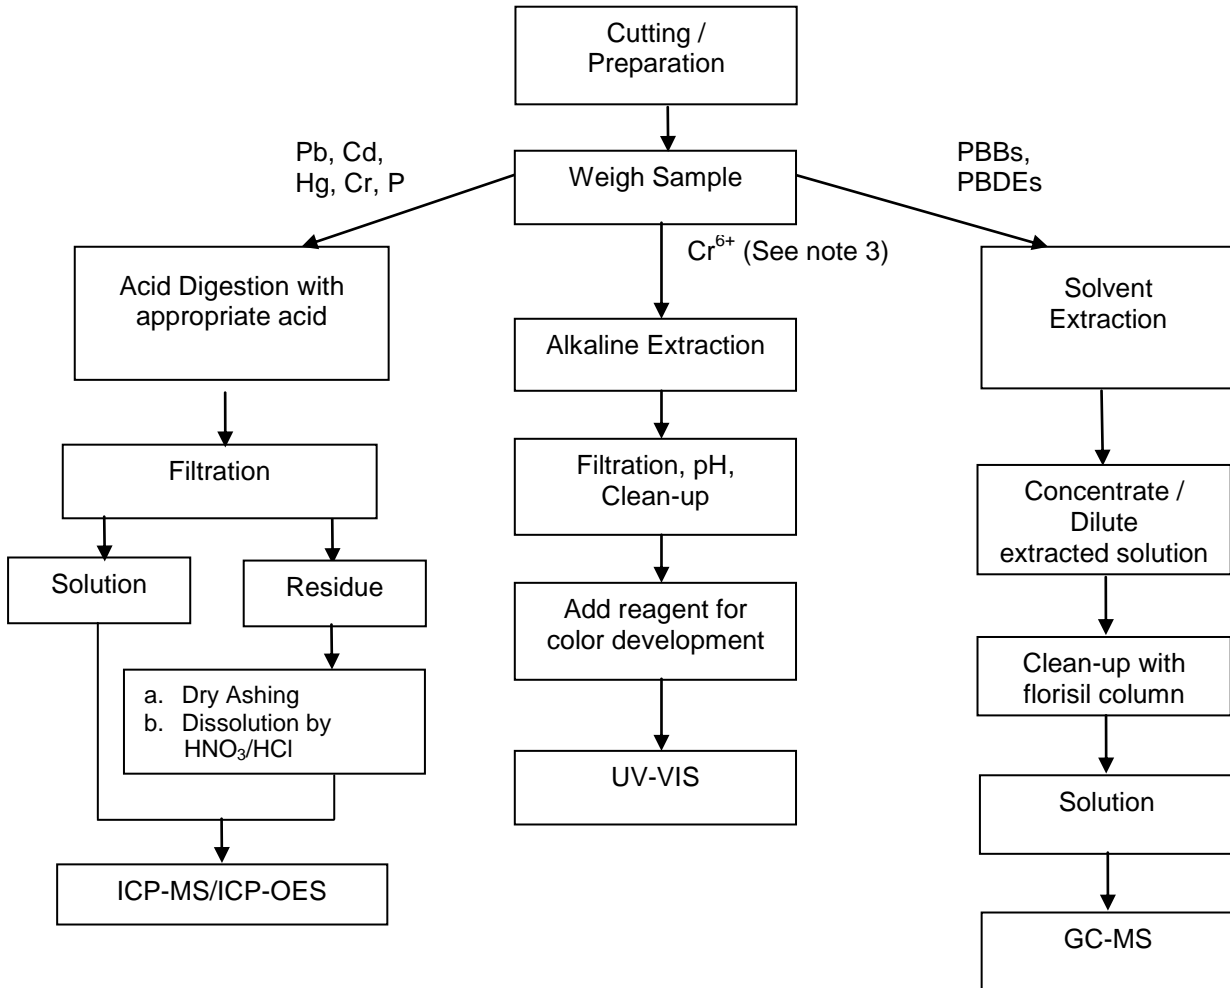 Cutting /
Preparation
Pb, Cd,
Hg, Cr, P
Weigh Sample
PBBs,
PBDEs
Cr⁶⁺ (See note 3)
Acid Digestion with
appropriate acid
Alkaline Extraction
Solvent
Extraction
Filtration
Filtration, pH,
Clean-up
Concentrate /
Dilute
extracted solution
Solution
Residue
Add reagent for
color development
a. Dry Ashing
b. Dissolution by
HNO₃/HCl
Clean-up with
florisil column
UV-VIS
Solution
ICP-MS/ICP-OES
GC-MS